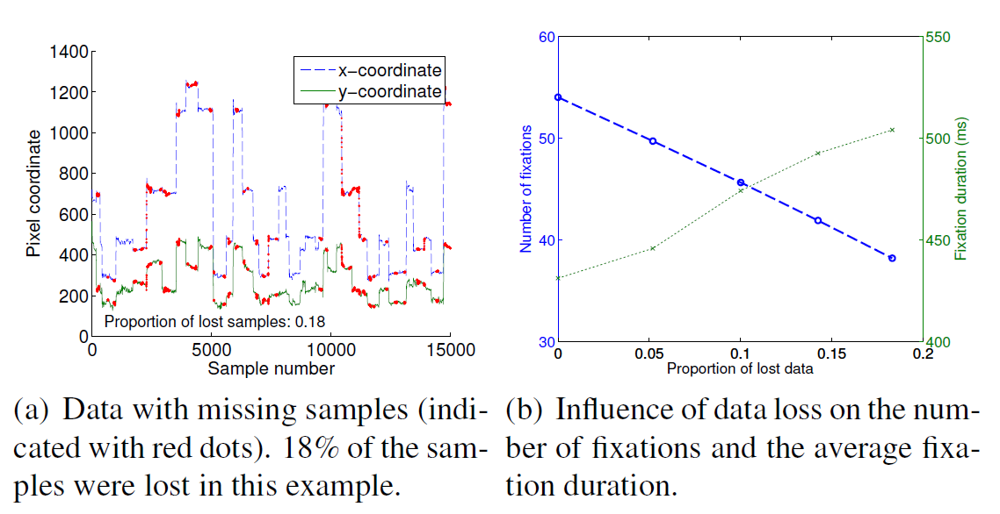 1400
1200
1000
800
600
400
200
0
Pixel coordinate
x-coordinate
y-coordinate
Proportion of lost samples: 0.18
0 5000 10000 15000
Sample number
60
50
40
30
Number of fixations
550
500
450
400
Fixation duration (ms)
0 0.05 0.1 0.15 0.2
Proportion of lost data
(a) Data with missing samples (indi-
cated with red dots). 18% of the sam-
ples were lost in this example.
(b) Influence of data loss on the num-
ber of fixations and the average fixa-
tion duration.